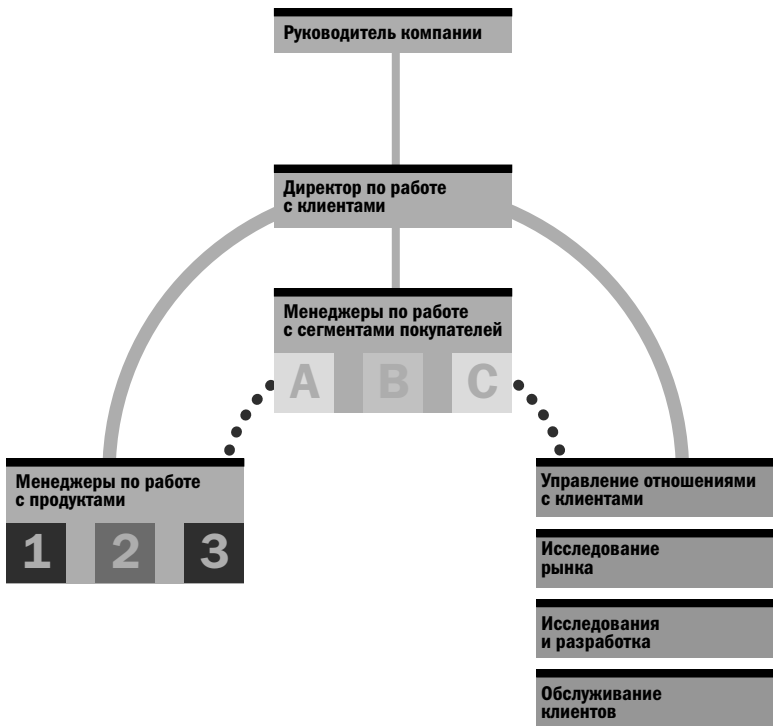 Руководитель компании
Директор по работе
с клиентами
Менеджеры по работе
с сегментами покупателей
A B C
Менеджеры по работе
с продуктами
1 2 3
Управление отношениями
с клиентами
Исследование
рынка
Исследования
и разработка
Обслуживание
клиентов